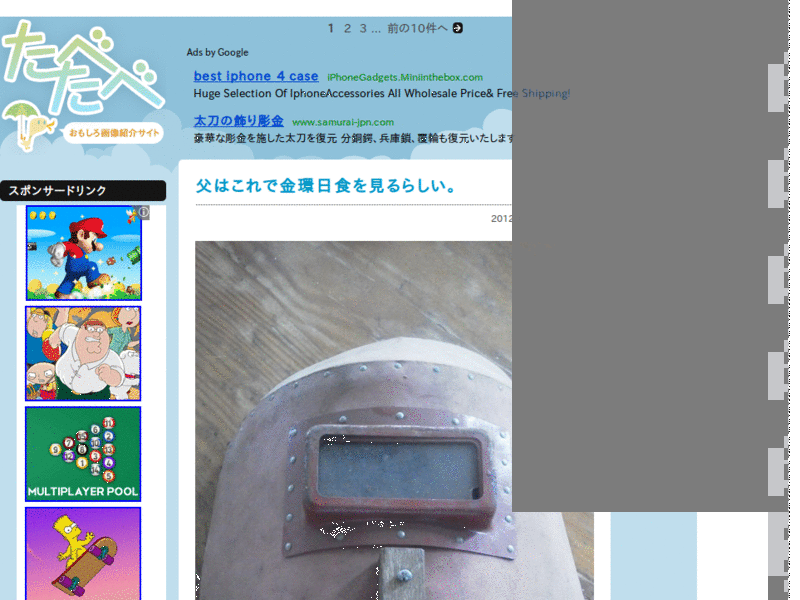 たべたべ
おもしろ画像紹介サイト
1 2 3 ... 前の10件へ
Ads by Google
best iphone 4 case iPhoneGadgets.Miniinthebox.com
Huge Selection Of IphoneAccessories All Wholesale Price& Free Shipping!
太刀の飾り彫金 www.samurai-jpn.com
豪華な彫金を施した太刀を復元 分銅鍔、兵庫鎖、覆輪も復元いたします
スポンサードリンク
父はこれで金環日食を見るらしい。
2012
MULTIPLAYER POOL